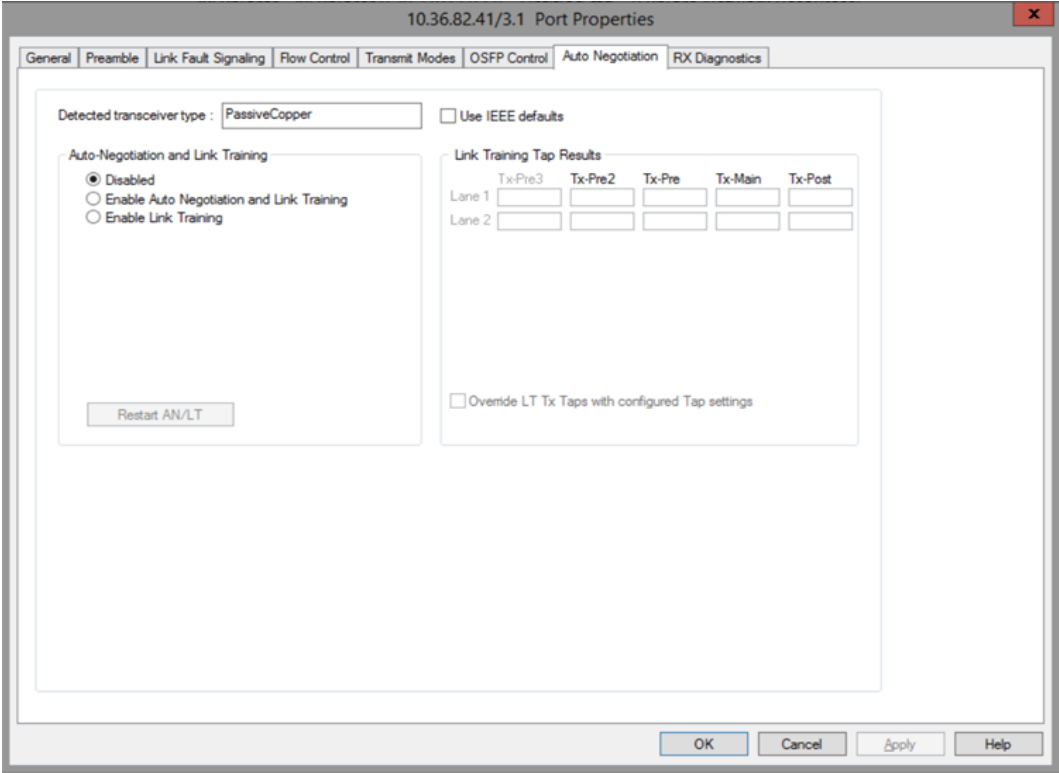 10.36.82.41/3.1 Port Properties
x
General Preamble Link Fault Signaling Flow Control Transmit Modes OSFP Control Auto Negotiation RX Diagnostics
Detected transceiver type : PassiveCopper Use IEEE defaults
Auto-Negotiation and Link Training Link Training Tap Results
Disabled
Enable Auto Negotiation and Link Training
Enable Link Training
Tx-Pre3 Tx-Pre2 Tx-Pre Tx-Main Tx-Post
Lane 1
Lane 2
Restart AN/LT
Override LT Tx Taps with configured Tap settings
OK Cancel Apply Help